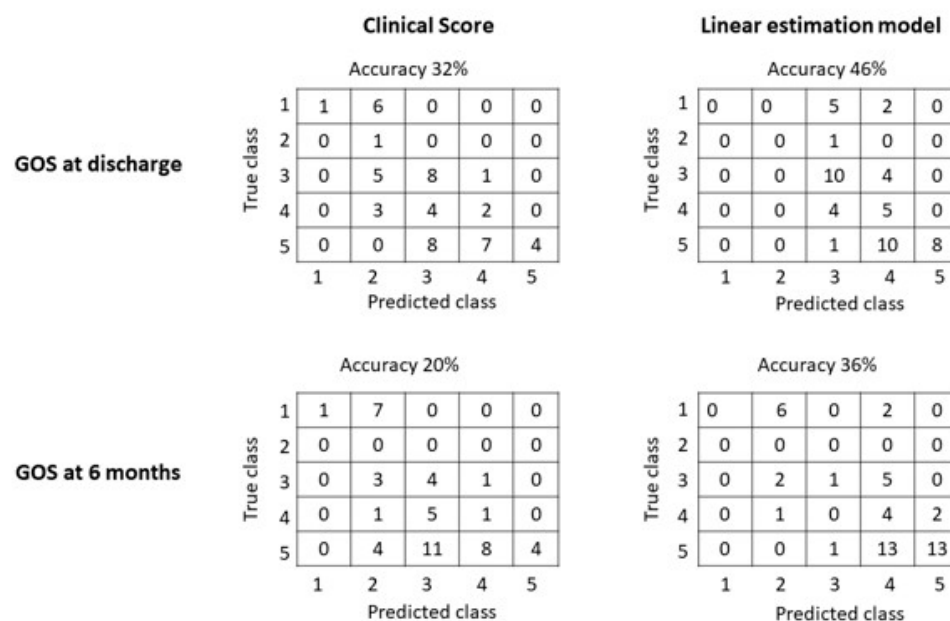 Clinical Score
Linear estimation model
GOS at discharge
Accuracy 32%
True class
1 1 6 0 0 0
2 0 1 0 0 0
3 0 5 8 1 0
4 0 3 4 2 0
5 0 0 8 7 4
1 2 3 4 5
Predicted class
Accuracy 46%
True class
1 0 0 5 2 0
2 0 0 1 0 0
3 0 0 10 4 0
4 0 0 4 5 0
5 0 0 1 10 8
1 2 3 4 5
Predicted class
GOS at 6 months
Accuracy 20%
True class
1 1 7 0 0 0
2 0 0 0 0 0
3 0 3 4 1 0
4 0 1 5 1 0
5 0 4 11 8 4
1 2 3 4 5
Predicted class
Accuracy 36%
True class
1 0 6 0 2 0
2 0 0 0 0 0
3 0 2 1 5 0
4 0 1 0 4 2
5 0 0 1 13 13
1 2 3 4 5
Predicted class